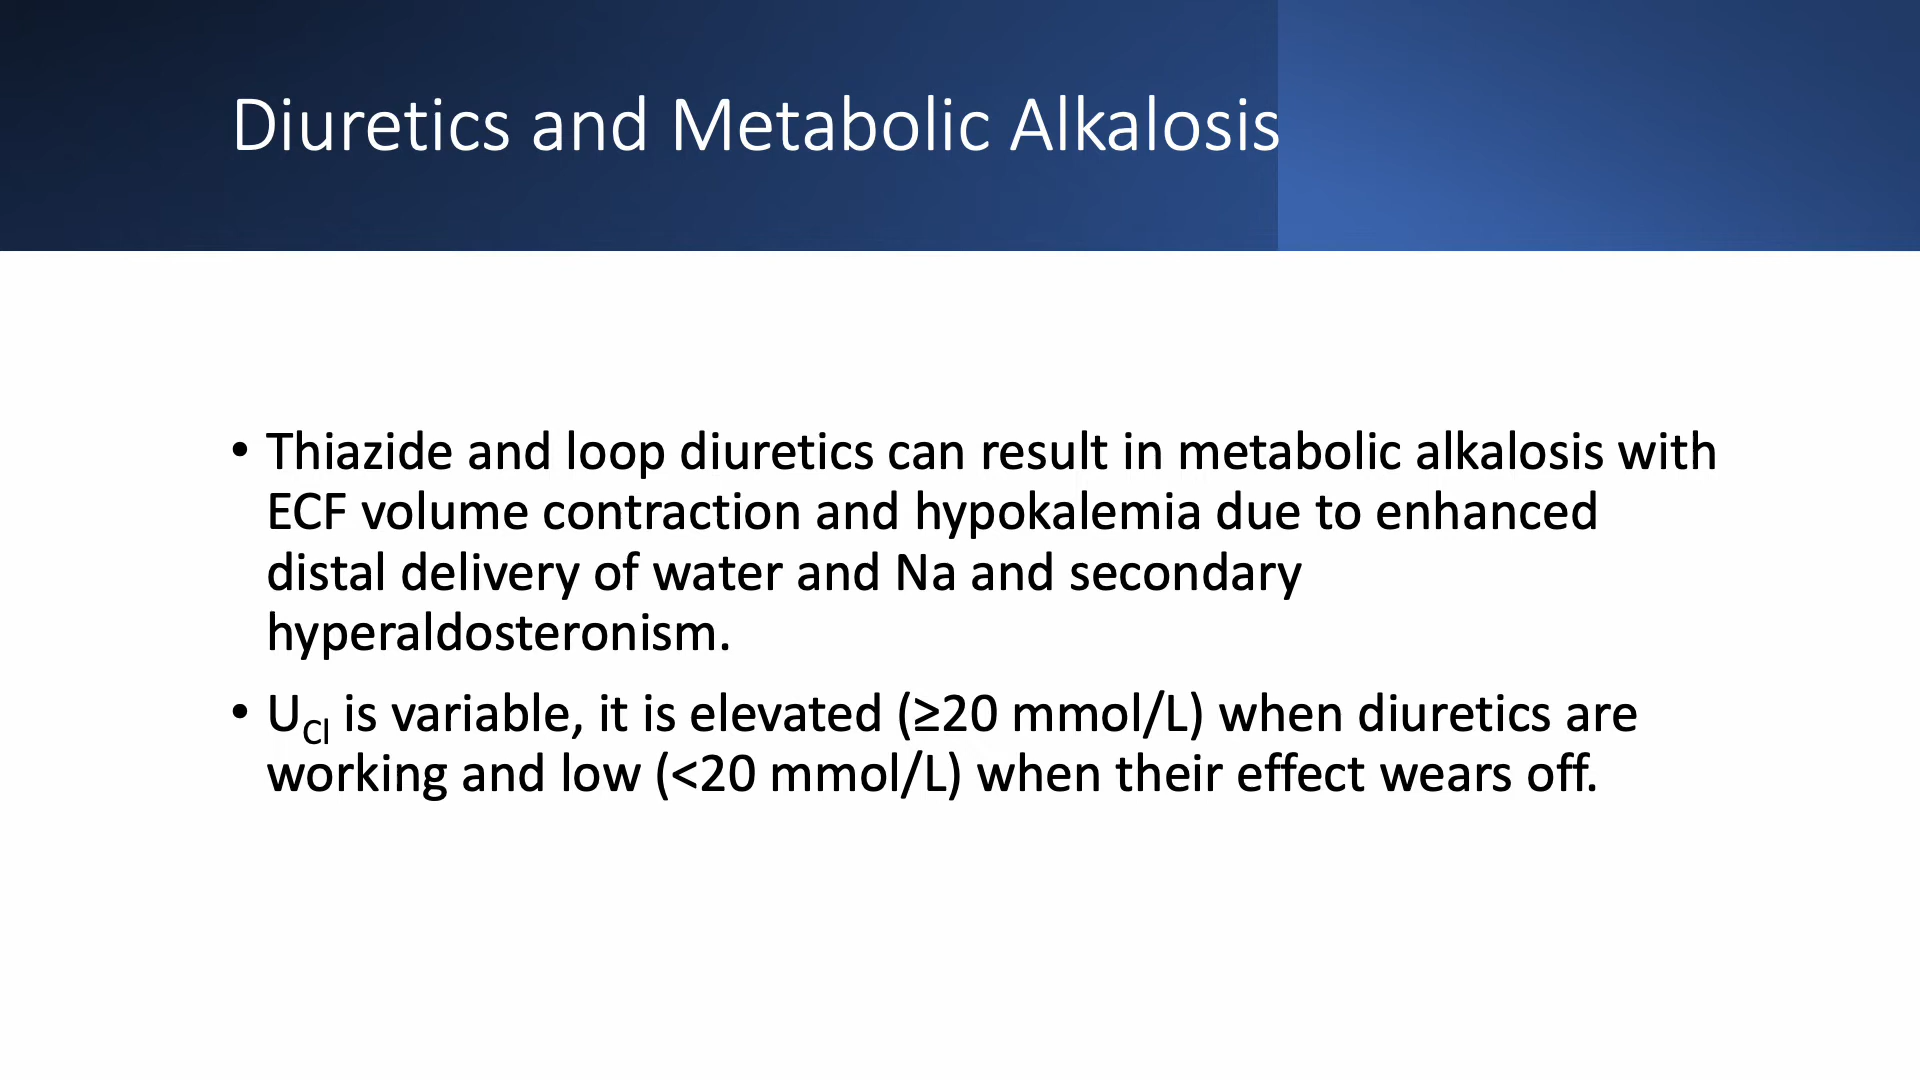 Diuretics and Metabolic Alkalosis
• Thiazide and loop diuretics can result in metabolic alkalosis with
ECF volume contraction and hypokalemia due to enhanced
distal delivery of water and Na and secondary
hyperaldosteronism.
• UCl is variable, it is elevated (≥20 mmol/L) when diuretics are
working and low (<20 mmol/L) when their effect wears off.